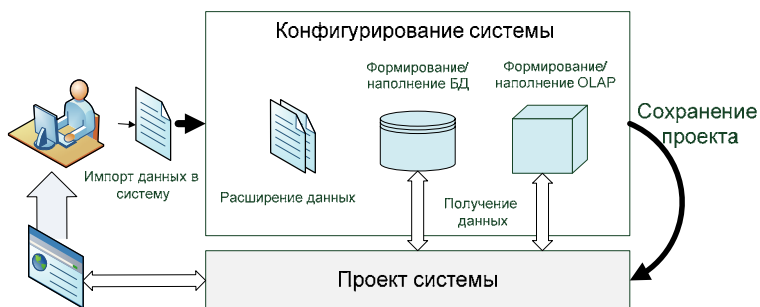 Конфигурирование системы
Формирование/
наполнение БД
Формирование/
наполнение OLAP
Сохранение
проекта
Импорт данных в
систему
Расширение данных
Получение
данных
Проект системы